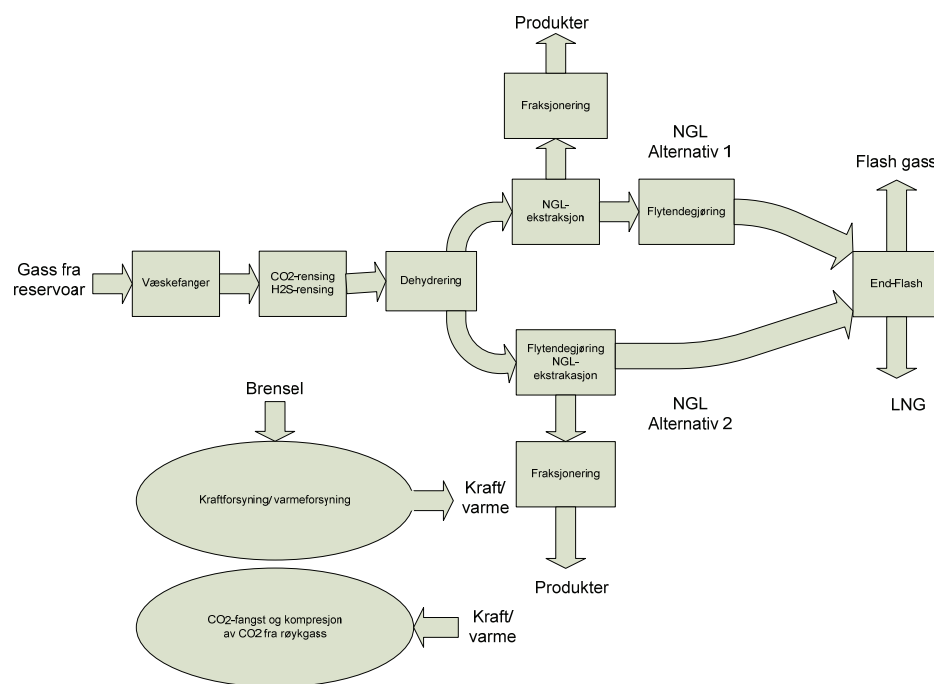 Produkter
Fraksjonering
NGL
Alternativ 1
Flash gass
NGL-
ekstraksjon
Flytendegjøring
Gass fra
reservoar
Væskefanger
CO2-rensing
H2S-rensing
Dehydrering
End-Flash
Flytendegjøring
NGL-
ekstrakasjon
Brensel
NGL
Alternativ 2
LNG
Kraftforsyning/varmeforsyning
Kraft/
varme
Fraksjonering
Produkter
CO2-fangst og kompresjon
av CO2 fra røykgass
Kraft/
varme